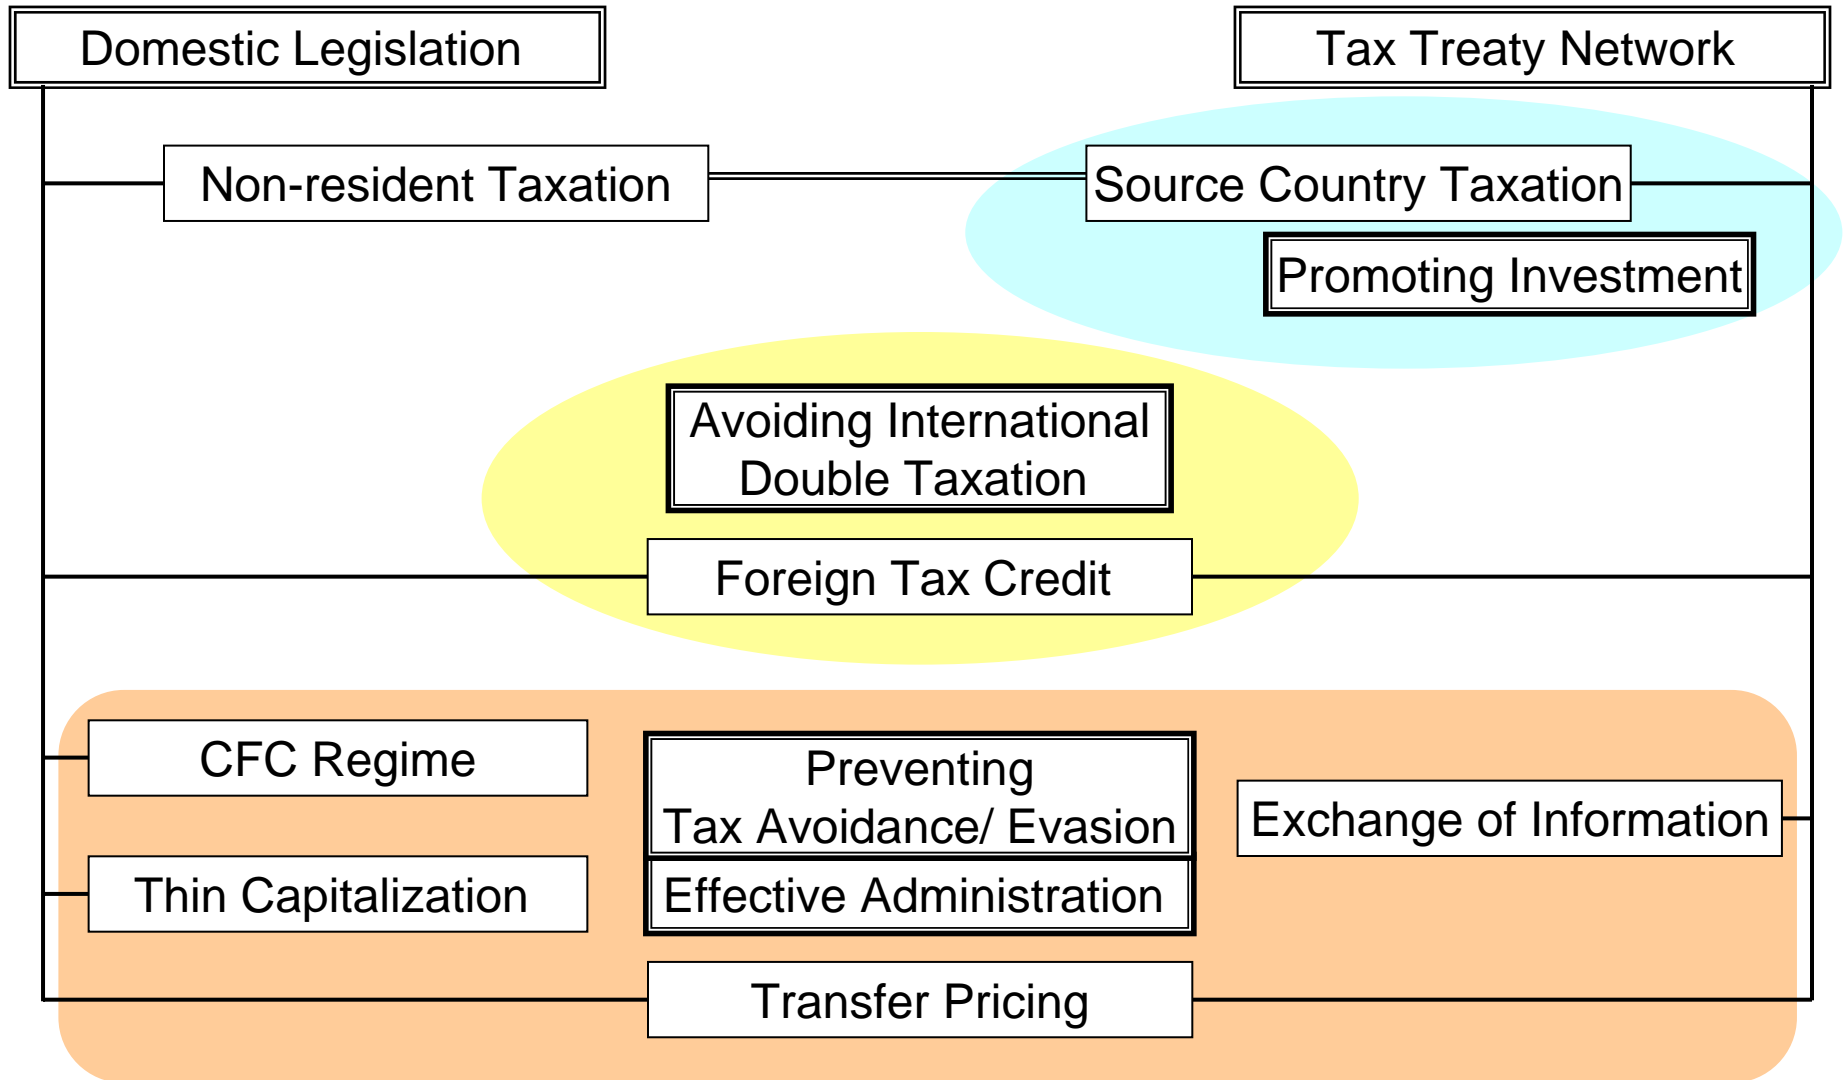 Domestic Legislation
Tax Treaty Network
Non-resident Taxation
Source Country Taxation
Promoting Investment
Avoiding International
Double Taxation
Foreign Tax Credit
CFC Regime
Preventing
Tax Avoidance/ Evasion
Exchange of Information
Thin Capitalization
Effective Administration
Transfer Pricing